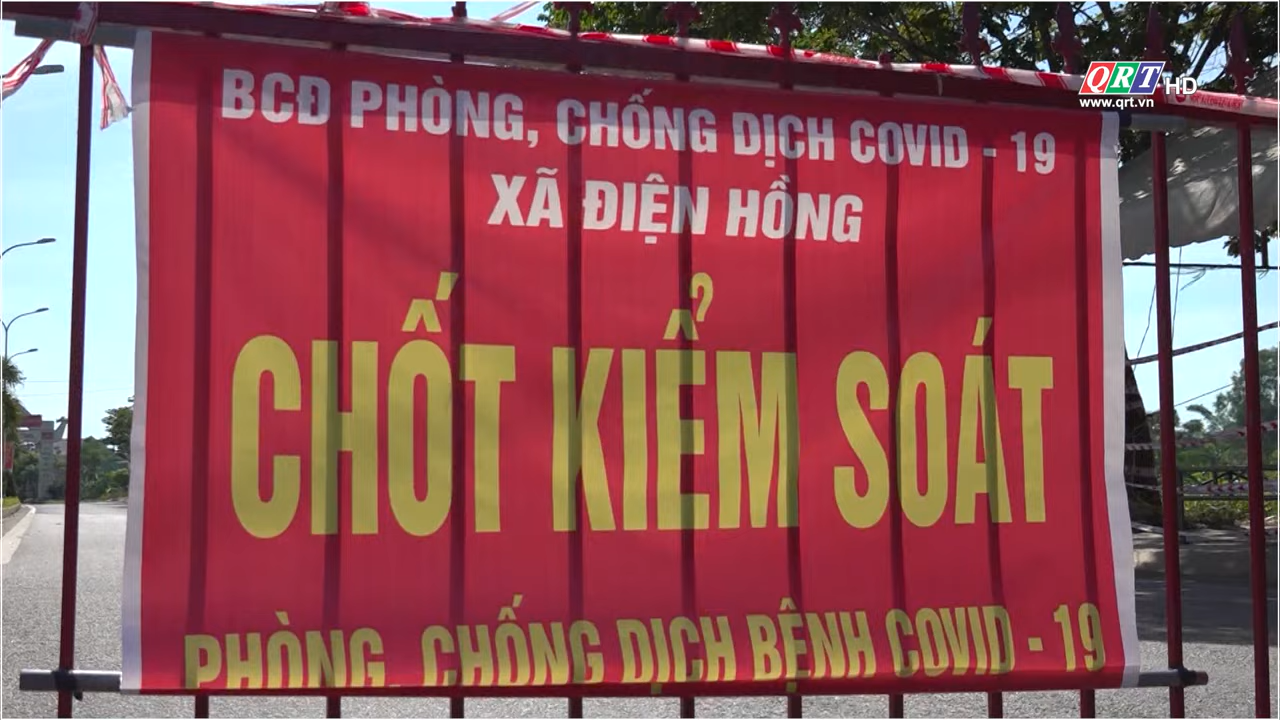 QRT HD
www.qrt.vn
BCĐ PHÒNG, CHỐNG DỊCH COVID - 19
XÃ ĐIỆN HỒNG
CHỐT KIỂM SOÁT
PHÒNG, CHỐNG DỊCH BỆNH COVID - 19